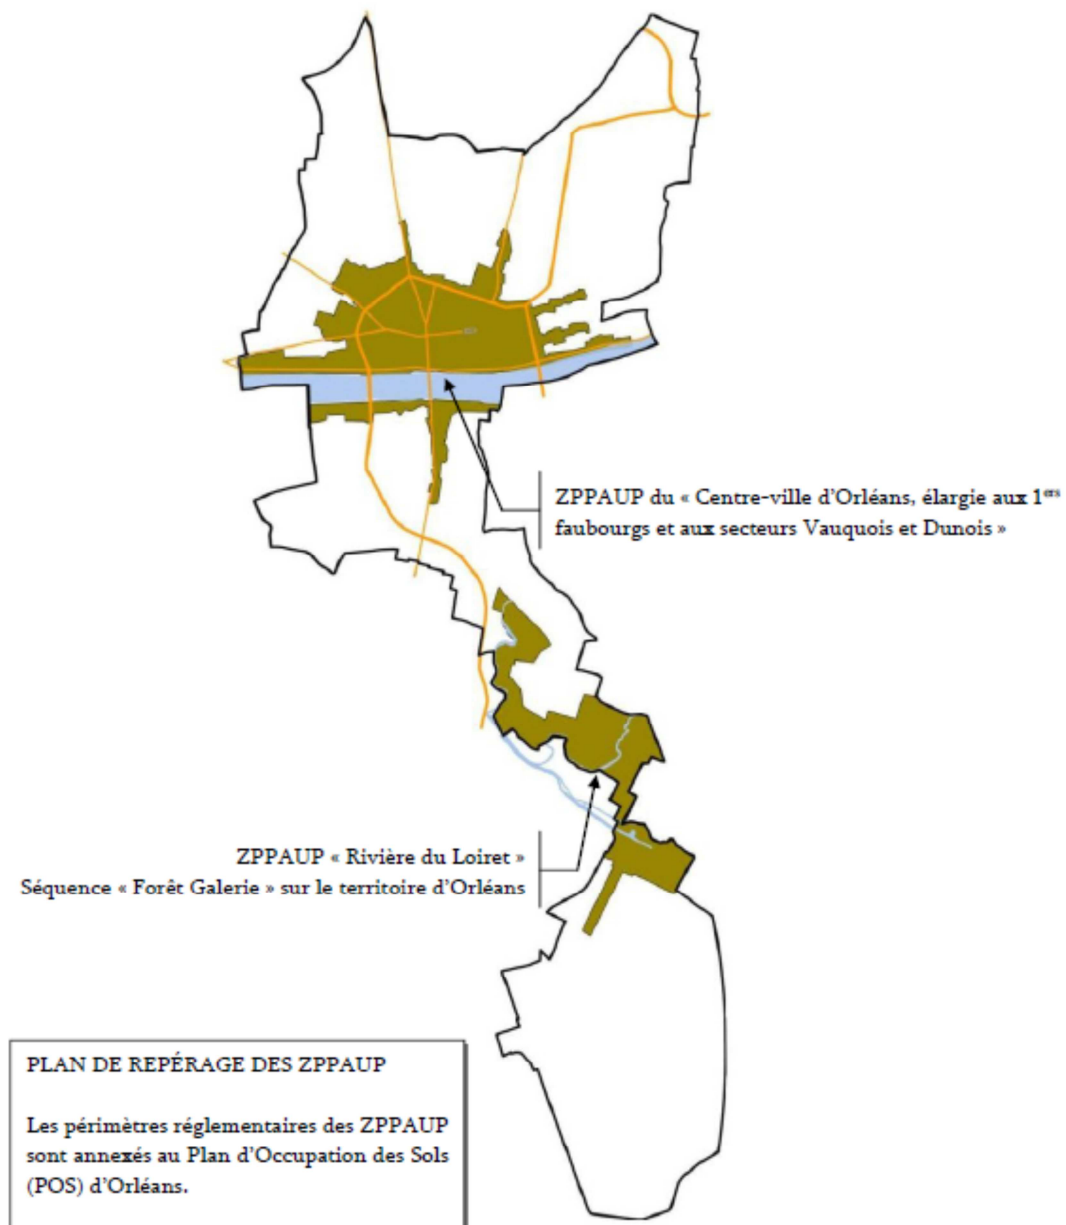 ZPPAUP du « Centre-ville d'Orléans, élargie aux 1ers
faubourgs et aux secteurs Vauquois et Dunois »
ZPPAUP « Rivière du Loiret »
Séquence « Forêt Galerie » sur le territoire d'Orléans
PLAN DE REPÉRAGE DES ZPPAUP
Les périmètres réglementaires des ZPPAUP
sont annexés au Plan d'Occupation des Sols
(POS) d'Orléans.